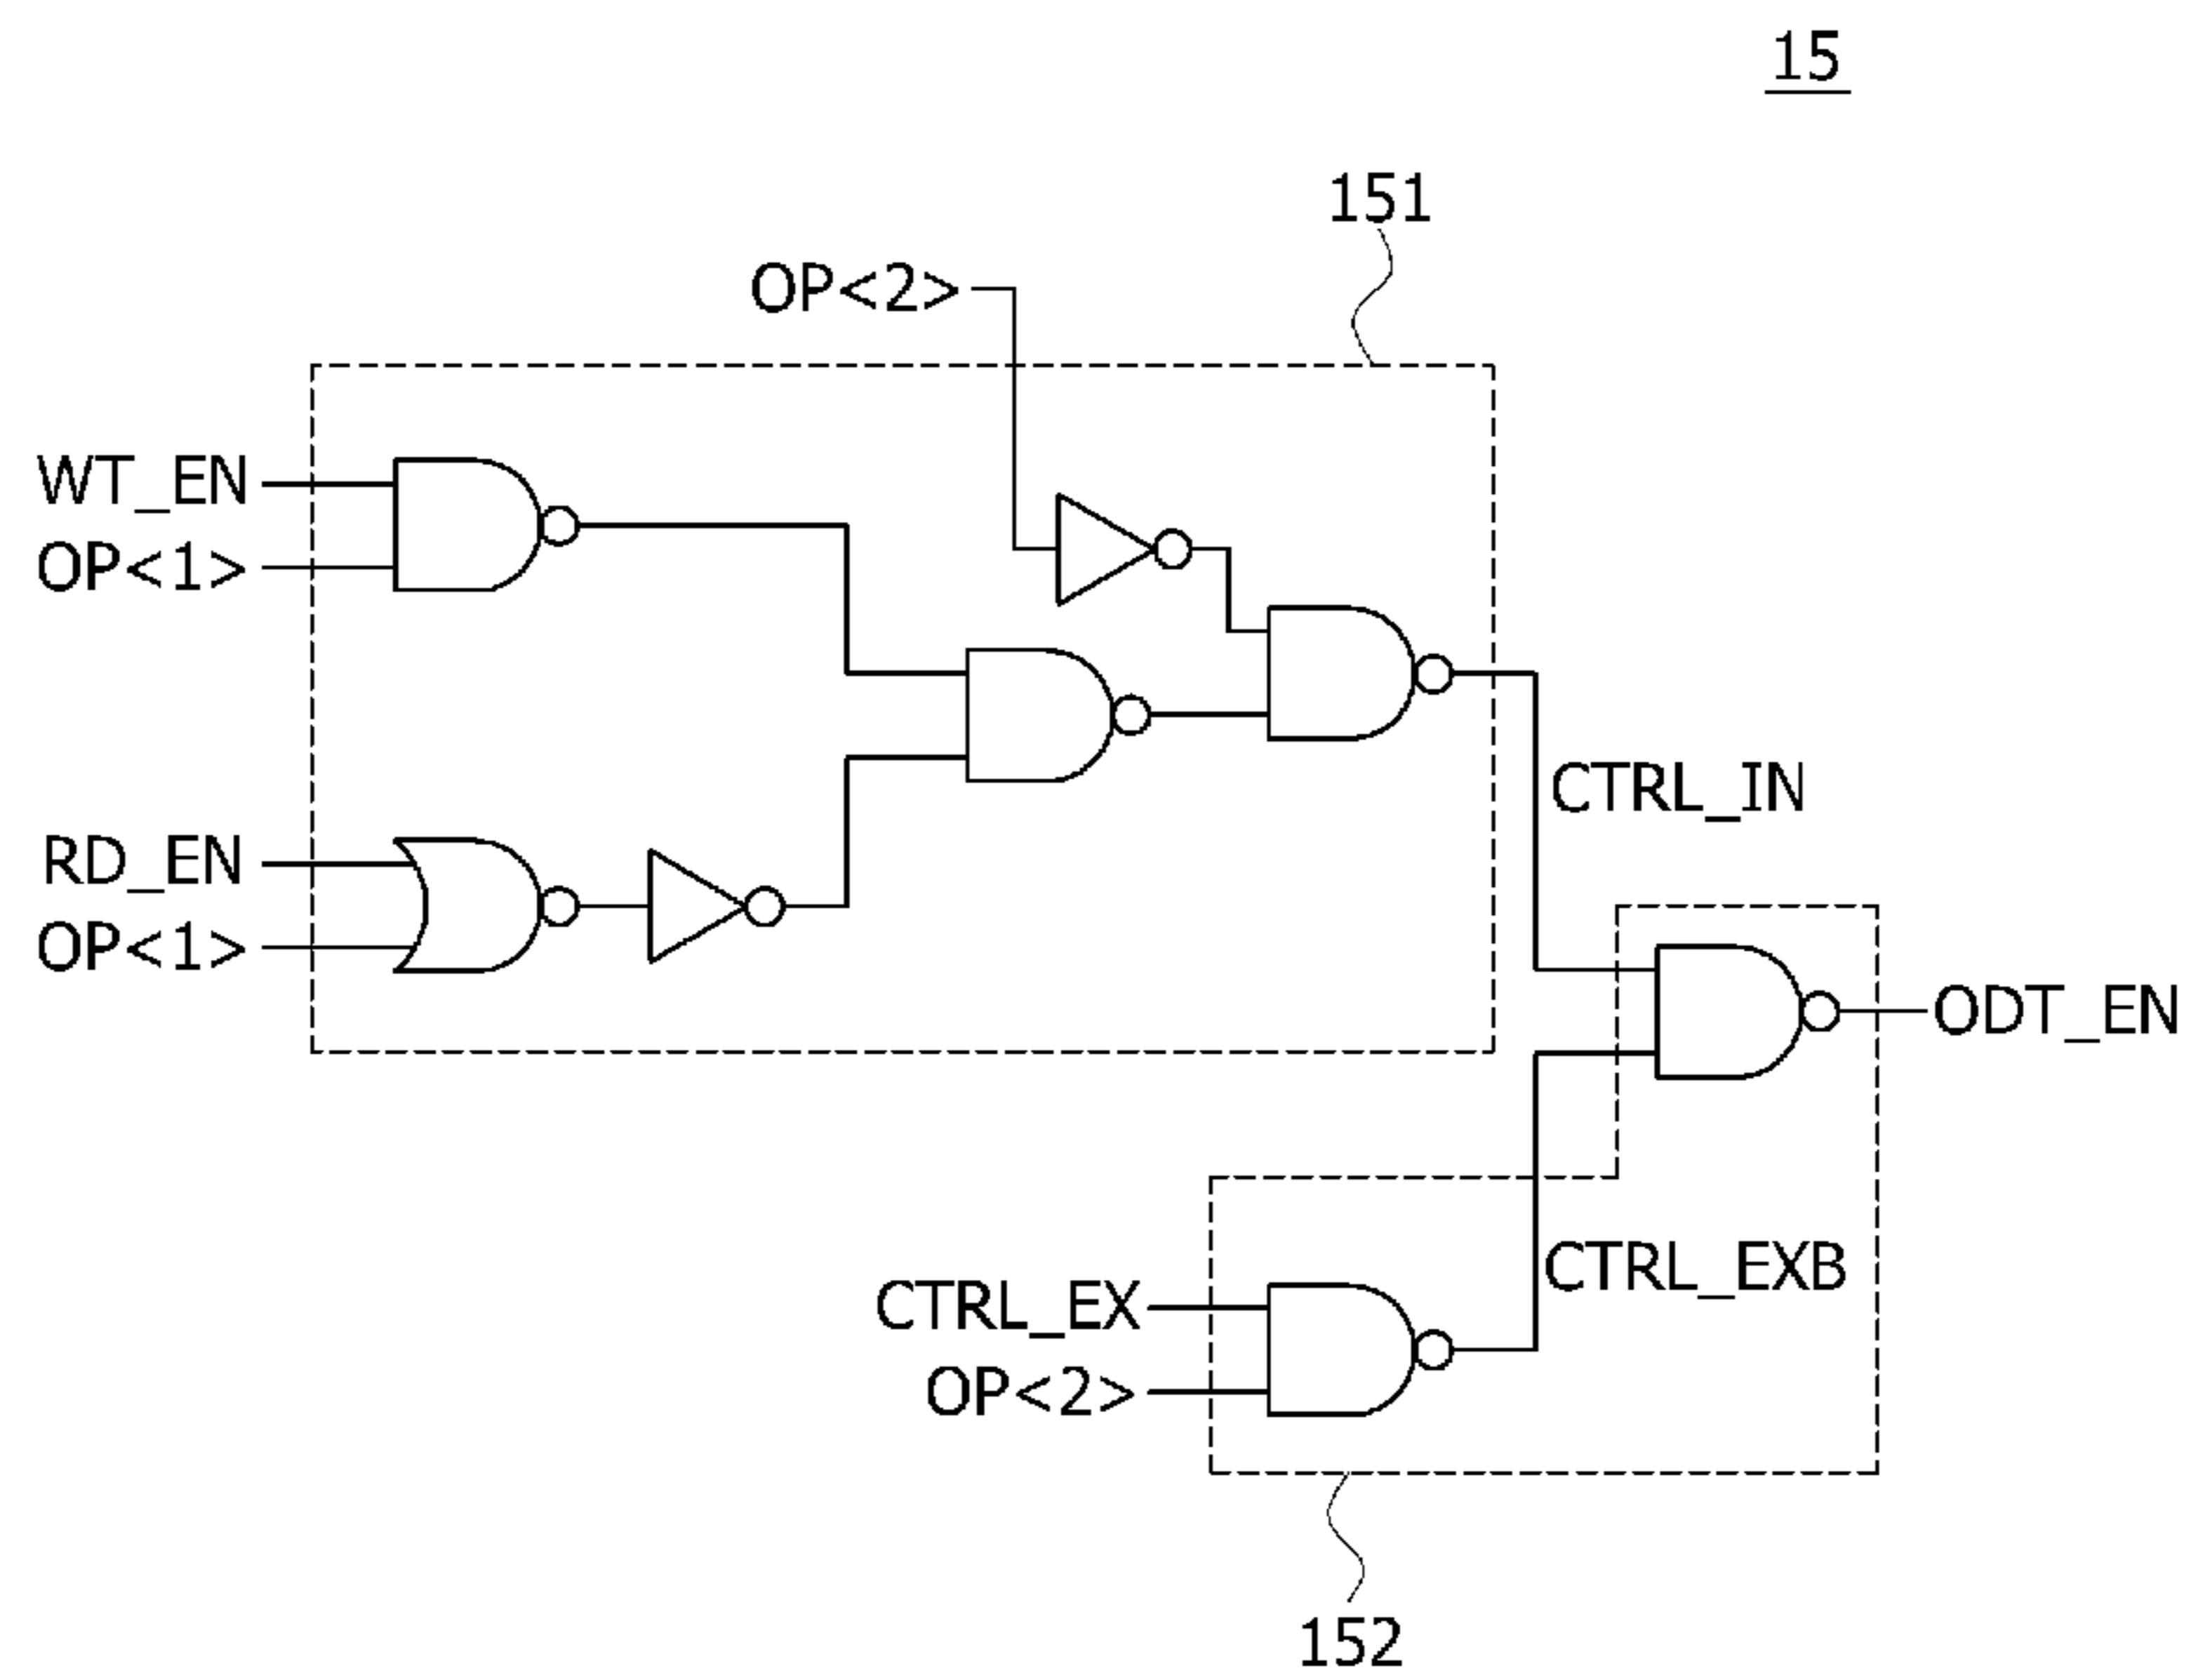 15
151
OP<2>
WT_EN
OP<1>
CTRL_IN
RD_EN
OP<1>
ODT_EN
CTRL_EXB
CTRL_EX
OP<2>
152